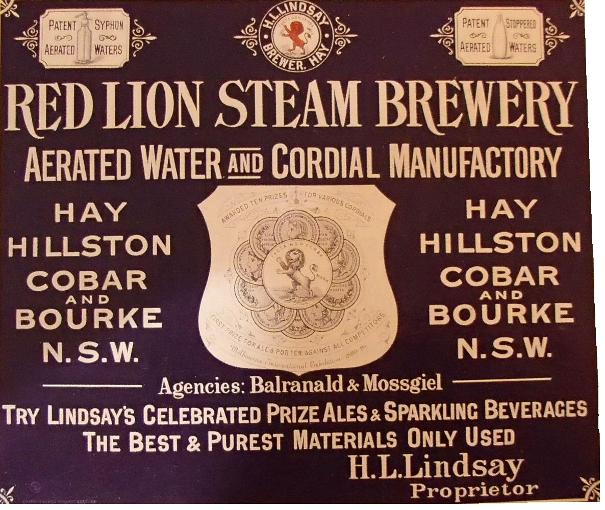 PATENT SYPHON
AERATED WATERS
H.L. LINDSAY
BREWER, HAY
PATENT STOPPERED
AERATED WATERS
RED LION STEAM BREWERY
AERATED WATER AND CORDIAL MANUFACTORY
HAY
HILLSTON
COBAR
AND
BOURKE
N.S.W.
AWARDED TEN PRIZES FOR VARIOUS CORDIALS
FIRST PRIZE FOR ALE & PORTER AGAINST ALL COMPETITORS
Melbourne International Exhibition
HAY
HILLSTON
COBAR
AND
BOURKE
N.S.W.
Agencies: Balranald & Mossgiel
TRY LINDSAY'S CELEBRATED PRIZE ALES & SPARKLING BEVERAGES
THE BEST & PUREST MATERIALS ONLY USED
H.L.Lindsay
Proprietor